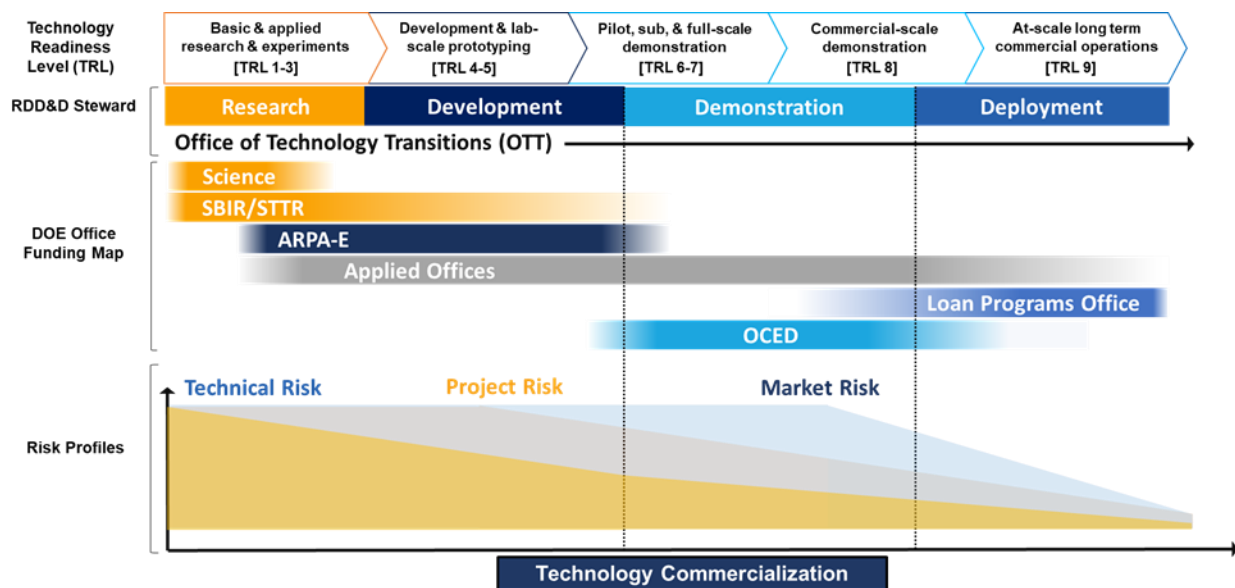 Technology
Readiness
Level (TRL)
Basic & applied
research & experiments
[TRL 1-3]
Development & lab-
scale prototyping
[TRL 4-5]
Pilot, sub, & full-scale
demonstration
[TRL 6-7]
Commercial-scale
demonstration
[TRL 8]
At-scale long term
commercial operations
[TRL 9]
RDD&D Steward
Research
Development
Demonstration
Deployment
Office of Technology Transitions (OTT)
DOE Office
Funding Map
Science
SBIR/STTR
ARPA-E
Applied Offices
Loan Programs Office
OCED
Risk Profiles
Technical Risk
Project Risk
Market Risk
Technology Commercialization